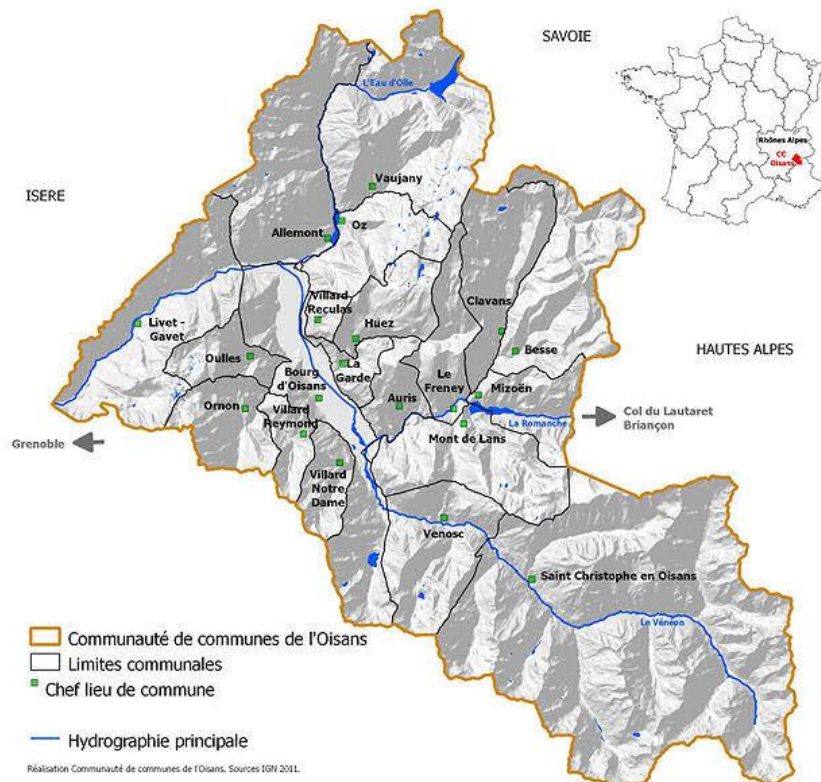 SAVOIE
L'Eau d'Olle
Rhônes Alpes
CC
Oisans
ISERE
Vaujany
Oz
Allemont
Villard
Reculas
Clavans
Livet -
Gavet
Huez
Besse
HAUTES ALPES
Oulles
La
Garde
Bourg
d'Oisans
Le
Freney
Mizoën
Auris
Ornon
Villard
Reymond
La Romanche
Col du Lautaret
Briançon
Mont de Lans
Grenoble
Villard
Notre
Dame
Venosc
Saint Christophe en Oisans
Le Vénéon
Communauté de communes de l'Oisans
Limites communales
Chef lieu de commune
Hydrographie principale
Réalisation Communauté de communes de l'Oisans. Sources IGN 2011.